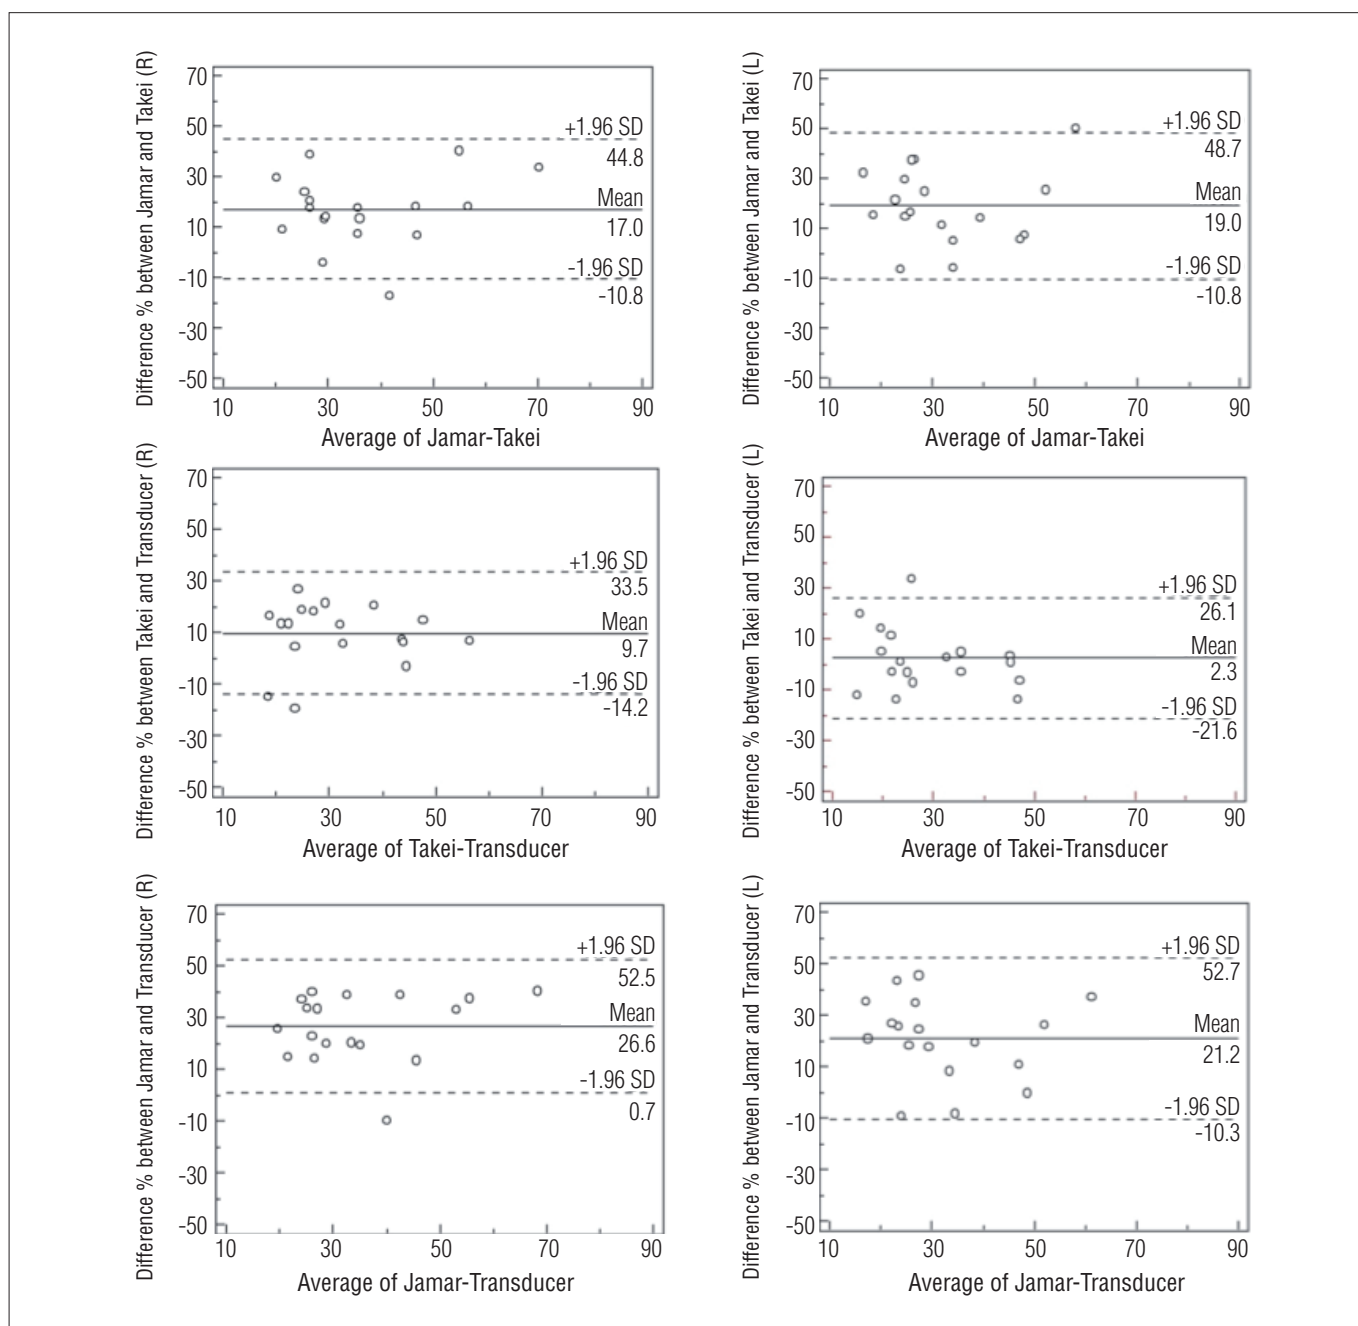 Difference % between Jamar and Takei (R)
70
50
30
10
-10
-30
-50
+1.96 SD
44.8
Mean
17.0
-1.96 SD
-10.8
10 30 50 70 90
Average of Jamar-Takei
Difference % between Jamar and Takei (L)
70
50
30
10
-10
-30
-50
+1.96 SD
48.7
Mean
19.0
-1.96 SD
-10.8
10 30 50 70 90
Average of Jamar-Takei
Difference % between Takei and Transducer (R)
70
50
30
10
-10
-30
-50
+1.96 SD
33.5
Mean
9.7
-1.96 SD
-14.2
10 30 50 70 90
Average of Takei-Transducer
Difference % between Takei and Transducer (L)
70
50
30
10
-10
-30
-50
+1.96 SD
26.1
Mean
2.3
-1.96 SD
-21.6
10 30 50 70 90
Average of Takei-Transducer
Difference % between Jamar and Transducer (R)
70
50
30
10
-10
-30
-50
+1.96 SD
52.5
Mean
26.6
-1.96 SD
0.7
10 30 50 70 90
Average of Jamar-Transducer
Difference % between Jamar and Transducer (L)
70
50
30
10
-10
-30
-50
+1.96 SD
52.7
Mean
21.2
-1.96 SD
-10.3
10 30 50 70 90
Average of Jamar-Transducer